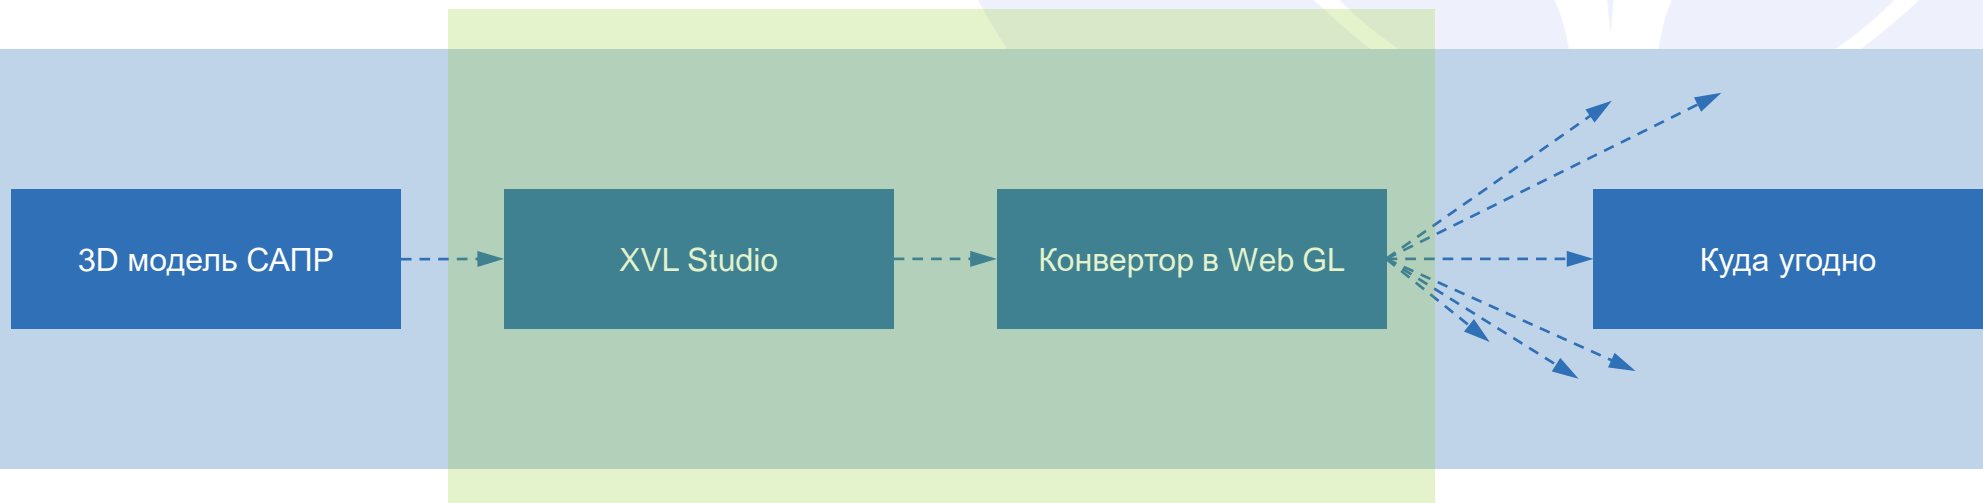 3D модель САПР
XVL Studio
Конвертор в Web GL
Куда угодно